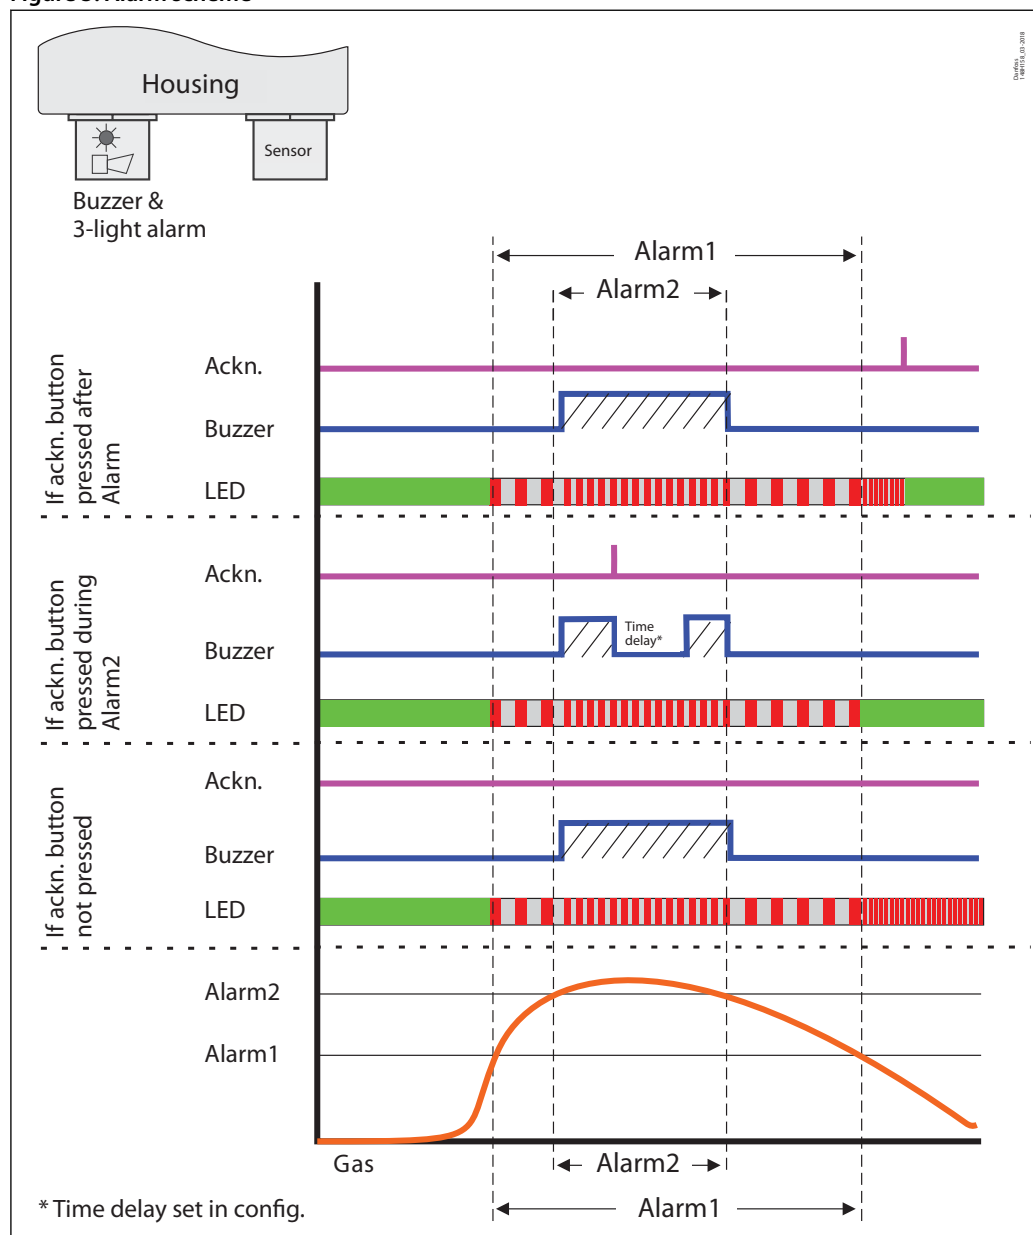 Housing
Sensor
Buzzer &
3-light alarm
Danfoss
Alarm1
Alarm2
If ackn. button
pressed after
Alarm
Ackn.
Buzzer
LED
If ackn. button
pressed during
Alarm2
Ackn.
Buzzer
Time
delay*
LED
If ackn. button
not pressed
Ackn.
Buzzer
LED
Alarm2
Alarm1
Gas
Alarm2
Alarm1
* Time delay set in config.